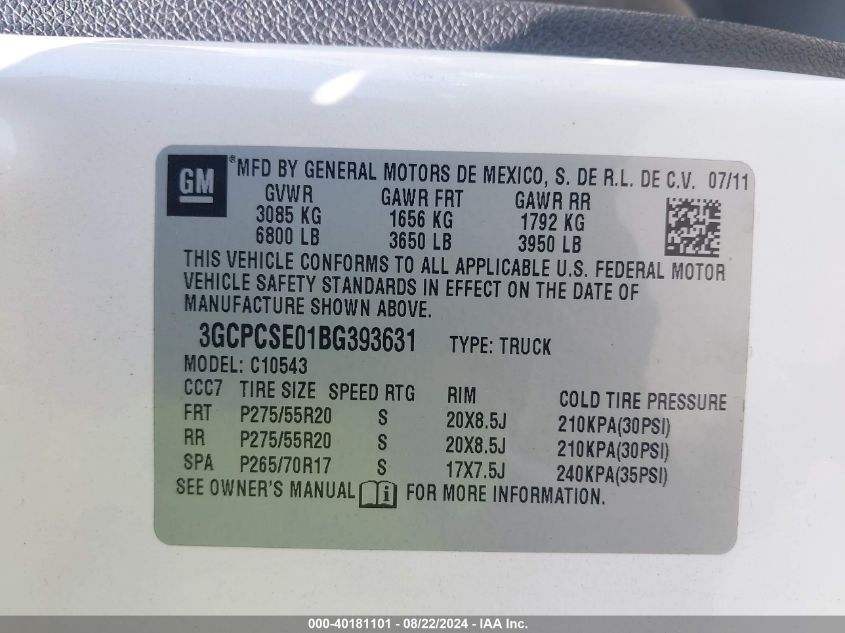 GM ® MFD BY GENERAL MOTORS DE MEXICO, S. DE R.L. DE C.V. 07/11
GVWR GAWR FRT GAWR RR
3085 KG 1656 KG 1792 KG
6800 LB 3650 LB 3950 LB
THIS VEHICLE CONFORMS TO ALL APPLICABLE U.S. FEDERAL MOTOR
VEHICLE SAFETY STANDARDS IN EFFECT ON THE DATE OF
MANUFACTURE SHOWN ABOVE.
3GCPCSE01BG393631 TYPE: TRUCK
MODEL: C10543
CCC7 TIRE SIZE SPEED RTG RIM COLD TIRE PRESSURE
FRT P275/55R20 S 20X8.5J 210KPA(30PSI)
RR P275/55R20 S 20X8.5J 210KPA(30PSI)
SPA P265/70R17 S 17X7.5J 240KPA(35PSI)
SEE OWNER'S MANUAL i FOR MORE INFORMATION.
000-40181101 - 08/22/2024 - IAA Inc.